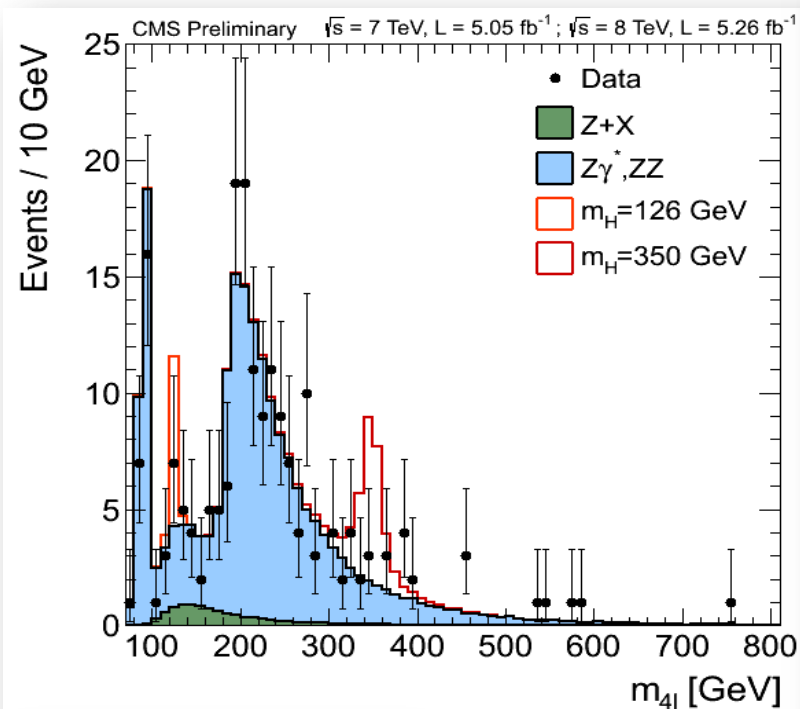 CMS Preliminary √s = 7 TeV, L = 5.05 fb⁻¹ ; √s = 8 TeV, L = 5.26 fb⁻¹
Events / 10 GeV
25
20
15
10
5
0
Data
Z+X
Zγ*,ZZ
mH=126 GeV
mH=350 GeV
100 200 300 400 500 600 700 800
m4l [GeV]